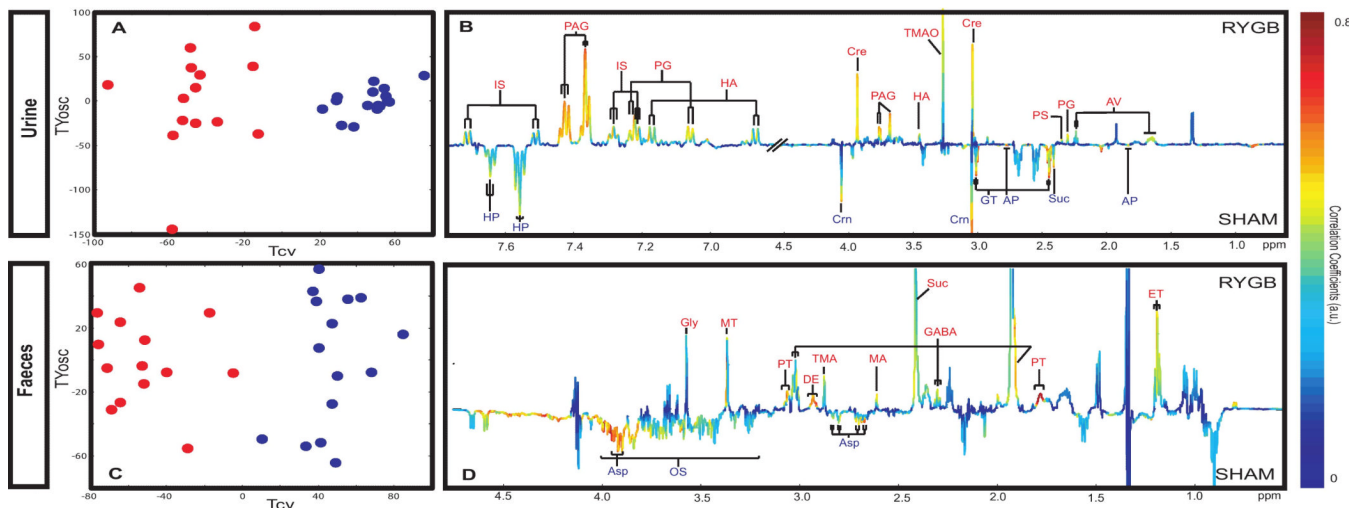 Urine
A
TYosc
100
50
0
-50
-100
-150
-100
-60
-20
20
60
Tcv
B
RYGB
SHAM
IS
PAG
IS
PG
HA
Cre
PAG
HA
TMAO
Cre
PS
PG
AV
HP
HP
Crn
Crn
GT
AP
Suc
AP
7.6
7.4
7.2
7.0
4.5
4.0
3.5
3.0
2.5
2.0
1.5
1.0
ppm
Faeces
C
TYosc
60
20
-20
-60
-80
-40
0
40
80
Tcv
D
RYGB
SHAM
Gly
MT
PT
DE
TMA
MA
Suc
GABA
PT
PT
ET
Asp
OS
Asp
4.5
4.0
3.5
3.0
2.5
2.0
1.5
1.0
ppm
0.8
Correlation Coefficients (a.u.)
0